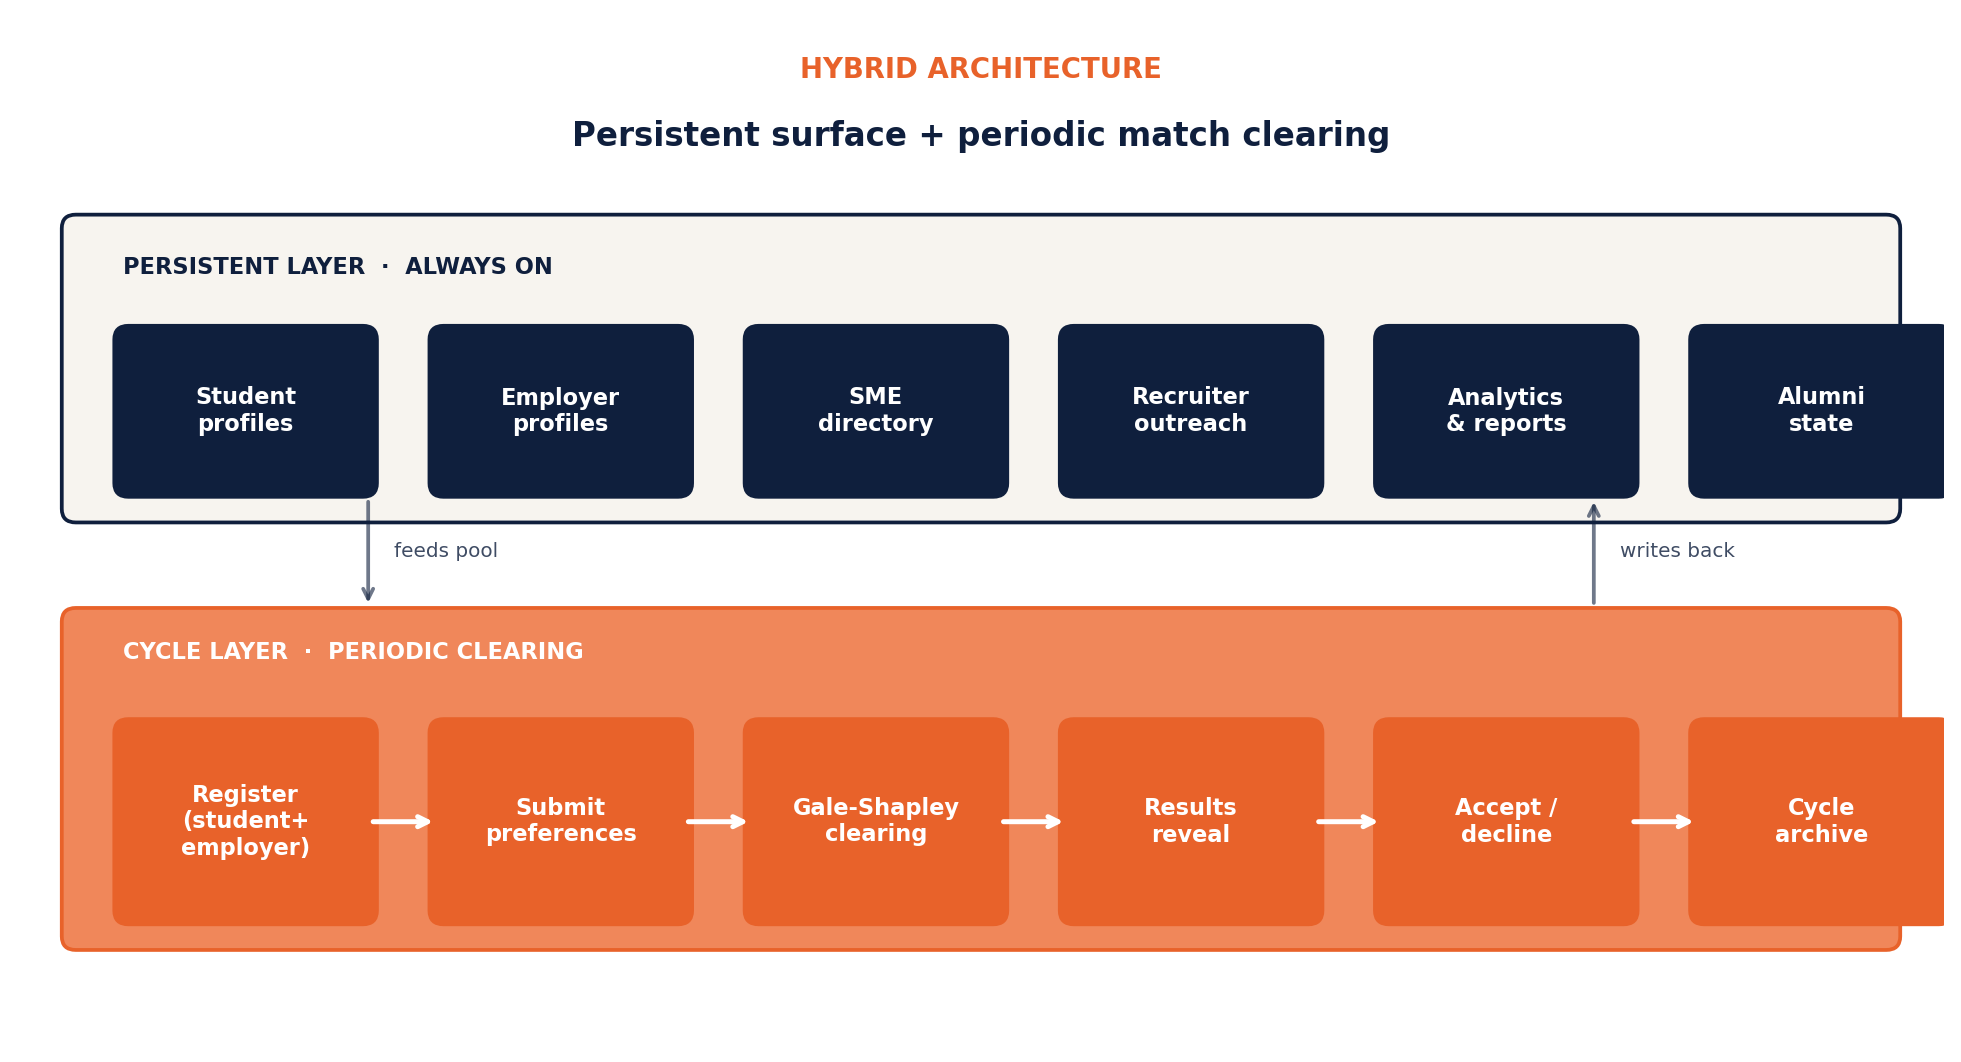 HYBRID ARCHITECTURE
Persistent surface + periodic match clearing
PERSISTENT LAYER · ALWAYS ON
Student
profiles
Employer
profiles
SME
directory
Recruiter
outreach
Analytics
& reports
Alumni
state
feeds pool
writes back
CYCLE LAYER · PERIODIC CLEARING
Register
(student+
employer)
Submit
preferences
Gale-Shapley
clearing
Results
reveal
Accept /
decline
Cycle
archive